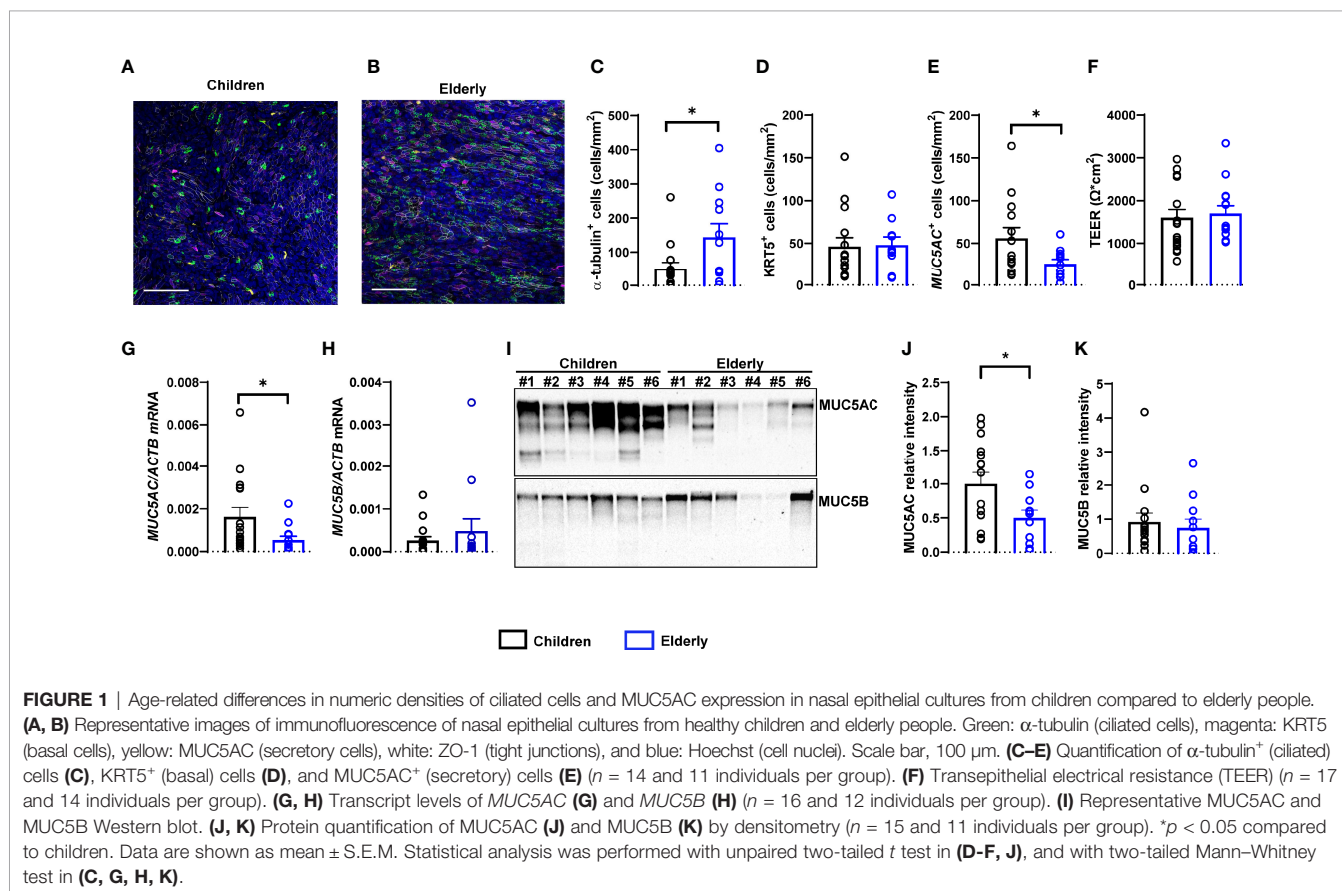 A
Children
B
Elderly
C
α-tubulin⁺ cells (cells/mm²)
500
400
300
200
100
0
*
D
KRT5⁺ cells (cells/mm²)
200
150
100
50
0
E
MUC5AC⁺ cells (cells/mm²)
200
150
100
50
0
*
F
TEER (Ω*cm²)
4000
3000
2000
1000
0
G
MUC5AC/ACTB mRNA
0.008
0.006
0.004
0.002
0.000
*
H
MUC5B/ACTB mRNA
0.004
0.003
0.002
0.001
0.000
I
Children Elderly
#1 #2 #3 #4 #5 #6 #1 #2 #3 #4 #5 #6
MUC5AC
MUC5B
J
MUC5AC relative intensity
2.5
2.0
1.5
1.0
0.5
0.0
*
K
MUC5B relative intensity
5
4
3
2
1
0
Children Elderly
FIGURE 1 | Age-related differences in numeric densities of ciliated cells and MUC5AC expression in nasal epithelial cultures from children compared to elderly people.
(A, B) Representative images of immunofluorescence of nasal epithelial cultures from healthy children and elderly people. Green: α-tubulin (ciliated cells), magenta: KRT5
(basal cells), yellow: MUC5AC (secretory cells), white: ZO-1 (tight junctions), and blue: Hoechst (cell nuclei). Scale bar, 100 μm. (C–E) Quantification of α-tubulin⁺ (ciliated)
cells (C), KRT5⁺ (basal) cells (D), and MUC5AC⁺ (secretory) cells (E) (n = 14 and 11 individuals per group). (F) Transepithelial electrical resistance (TEER) (n = 17
and 14 individuals per group). (G, H) Transcript levels of MUC5AC (G) and MUC5B (H) (n = 16 and 12 individuals per group). (I) Representative MUC5AC and
MUC5B Western blot. (J, K) Protein quantification of MUC5AC (J) and MUC5B (K) by densitometry (n = 15 and 11 individuals per group). *p < 0.05 compared
to children. Data are shown as mean ± S.E.M. Statistical analysis was performed with unpaired two-tailed t test in (D-F, J), and with two-tailed Mann–Whitney
test in (C, G, H, K).